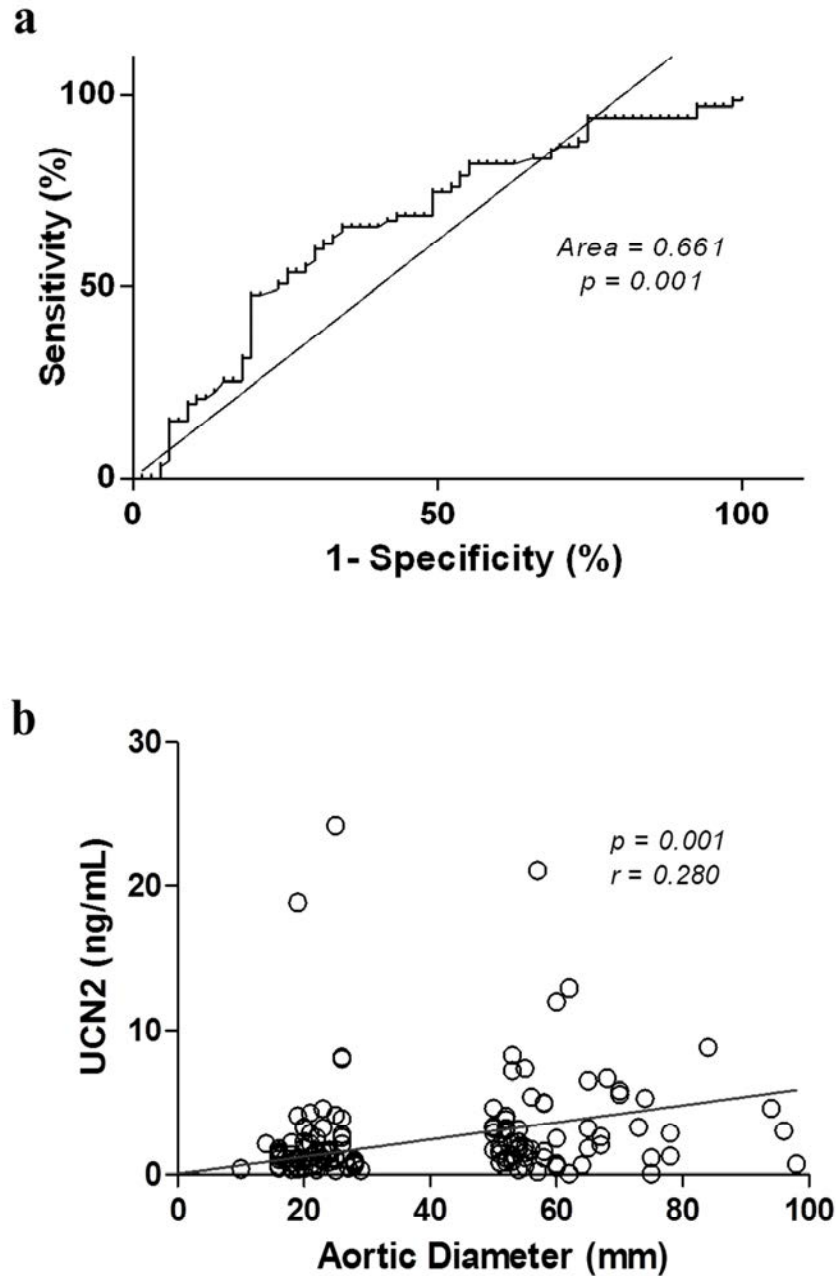 a
100
50
0
Sensitivity (%)
Area = 0.661
p = 0.001
0 50 100
1- Specificity (%)
b
30
20
10
0
UCN2 (ng/mL)
p = 0.001
r = 0.280
0 20 40 60 80 100
Aortic Diameter (mm)